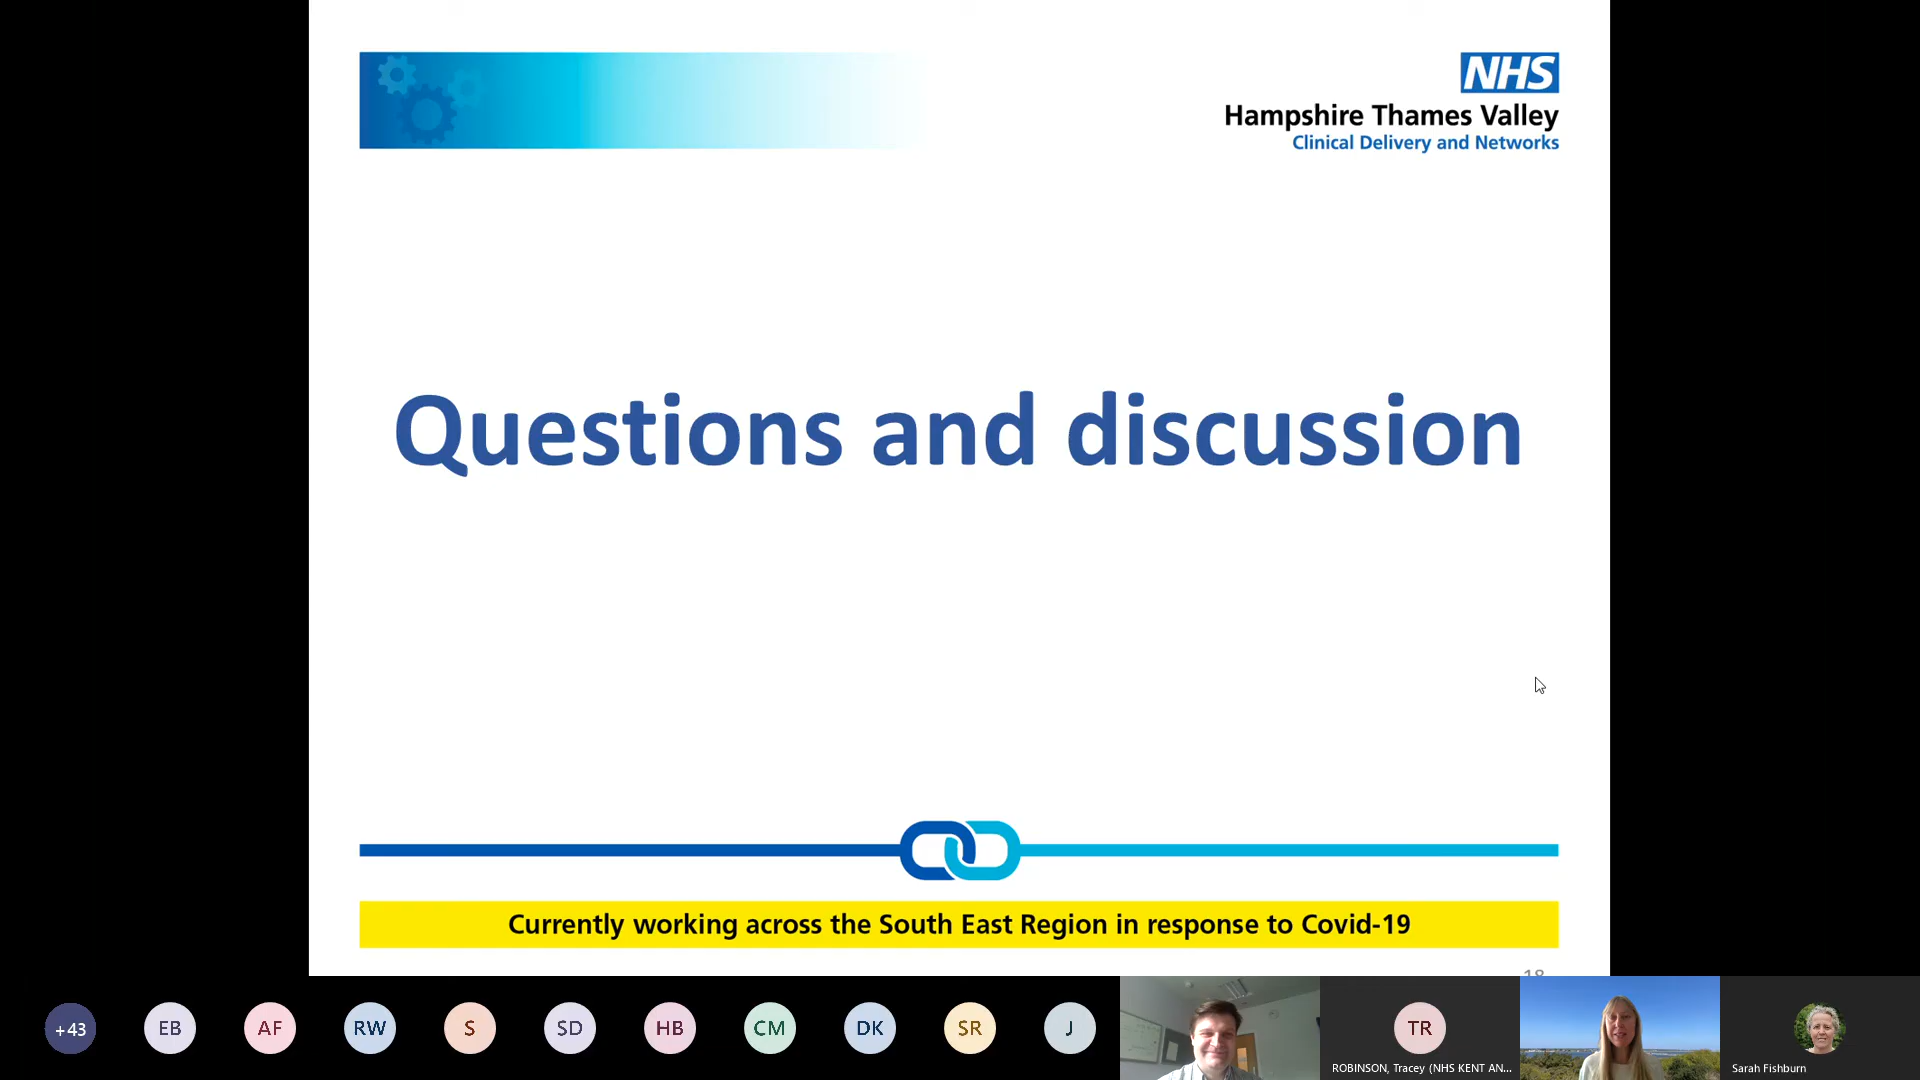 NHS
Hampshire Thames Valley
Clinical Delivery and Networks
Questions and discussion
Currently working across the South East Region in response to Covid-19
18
+43
EB
AF
RW
S
SD
HB
CM
DK
SR
J
TR
ROBINSON, Tracey (NHS KENT AN...
Sarah Fishburn